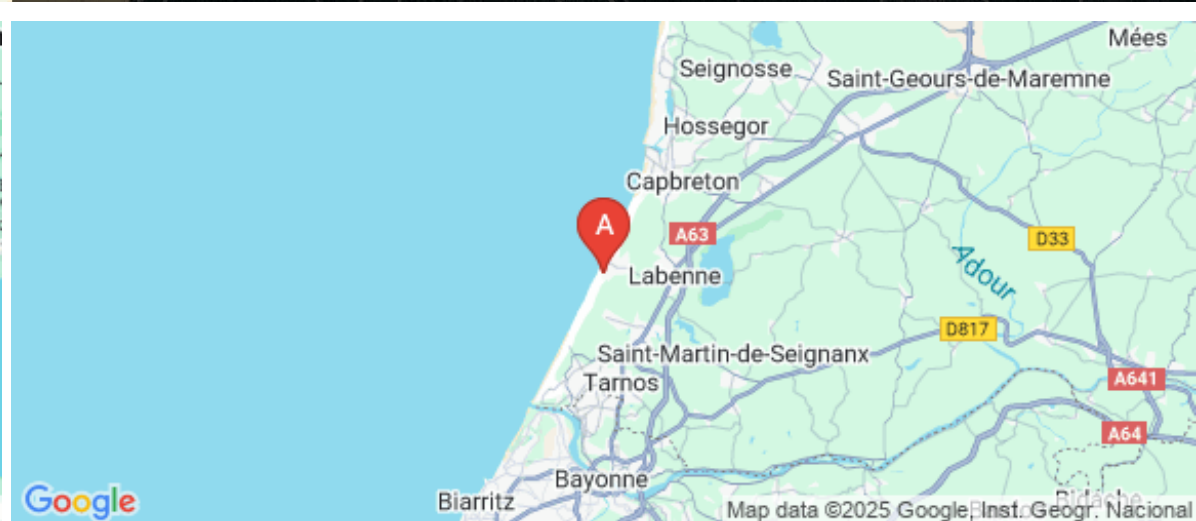 Mées
Seignosse
Saint-Geours-de-Maremne
Hossegor
Capbreton
A
A63
D33
Adour
Labenne
D817
Saint-Martin-de-Seignanx
Tarnos
A641
A64
Bayonne
Biarritz
Bidache
Google
Map data ©2025 Google, Inst. Geogr. Nacional